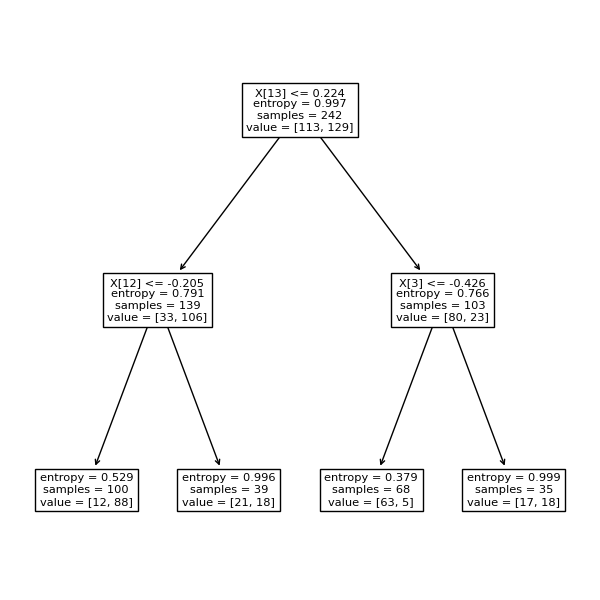 X[13] <= 0.224
entropy = 0.997
samples = 242
value = [113, 129]
X[12] <= -0.205
entropy = 0.791
samples = 139
value = [33, 106]
X[3] <= -0.426
entropy = 0.766
samples = 103
value = [80, 23]
entropy = 0.529
samples = 100
value = [12, 88]
entropy = 0.996
samples = 39
value = [21, 18]
entropy = 0.379
samples = 68
value = [63, 5]
entropy = 0.999
samples = 35
value = [17, 18]